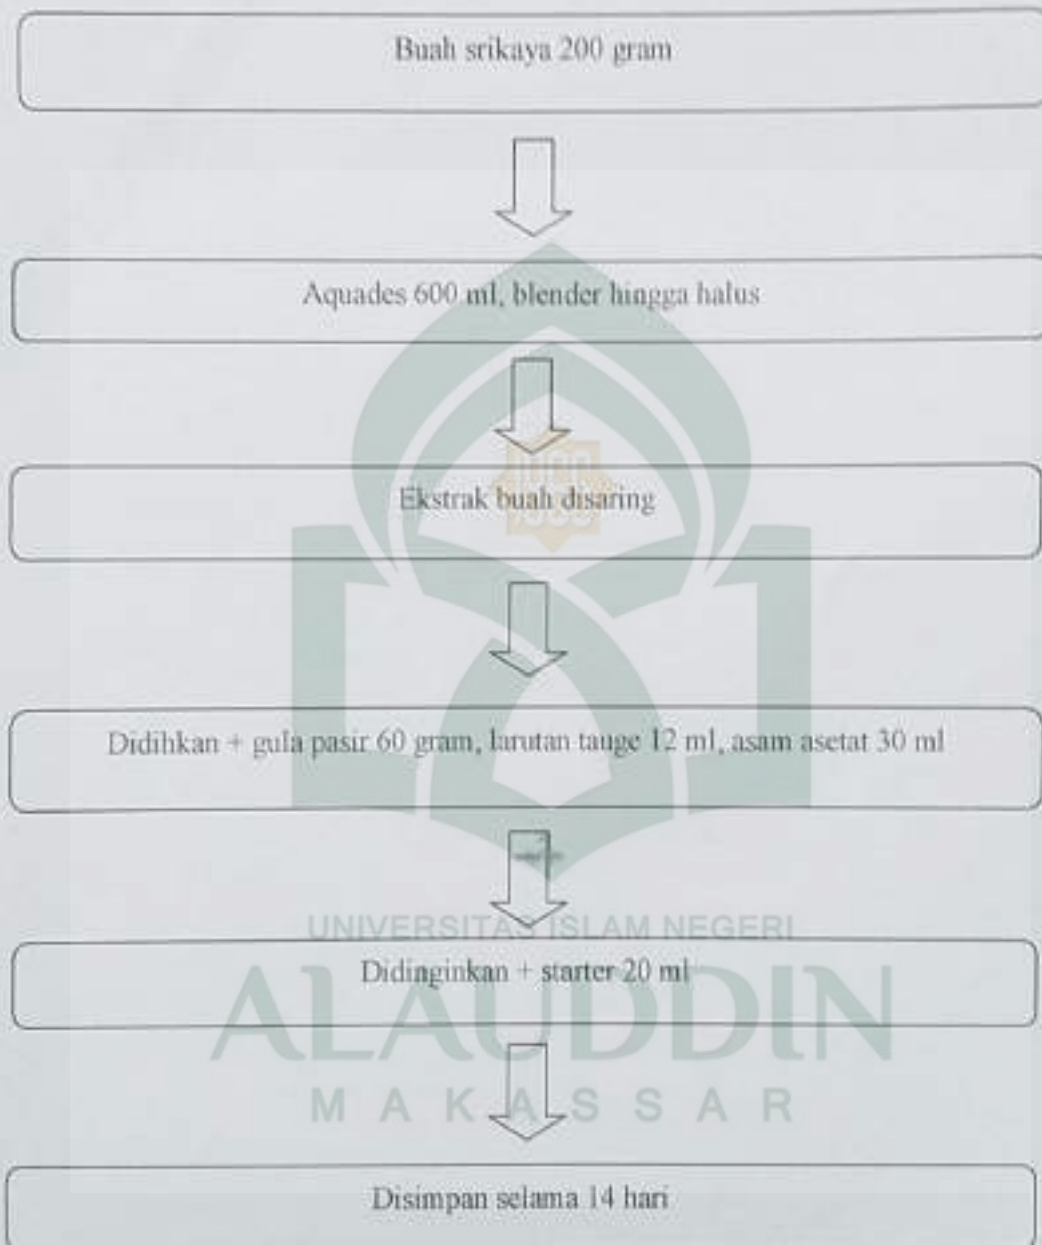 Buah srikaya 200 gram
Aquades 600 ml, blender hingga halus
Ekstrak buah disaring
Didihkan + gula pasir 60 gram, larutan tauge 12 ml, asam asetat 30 ml
UNIVERSITAS ISLAM NEGERI
Didinginkan + starter 20 ml
ALAUDDIN
MAKASSAR
Disimpan selama 14 hari